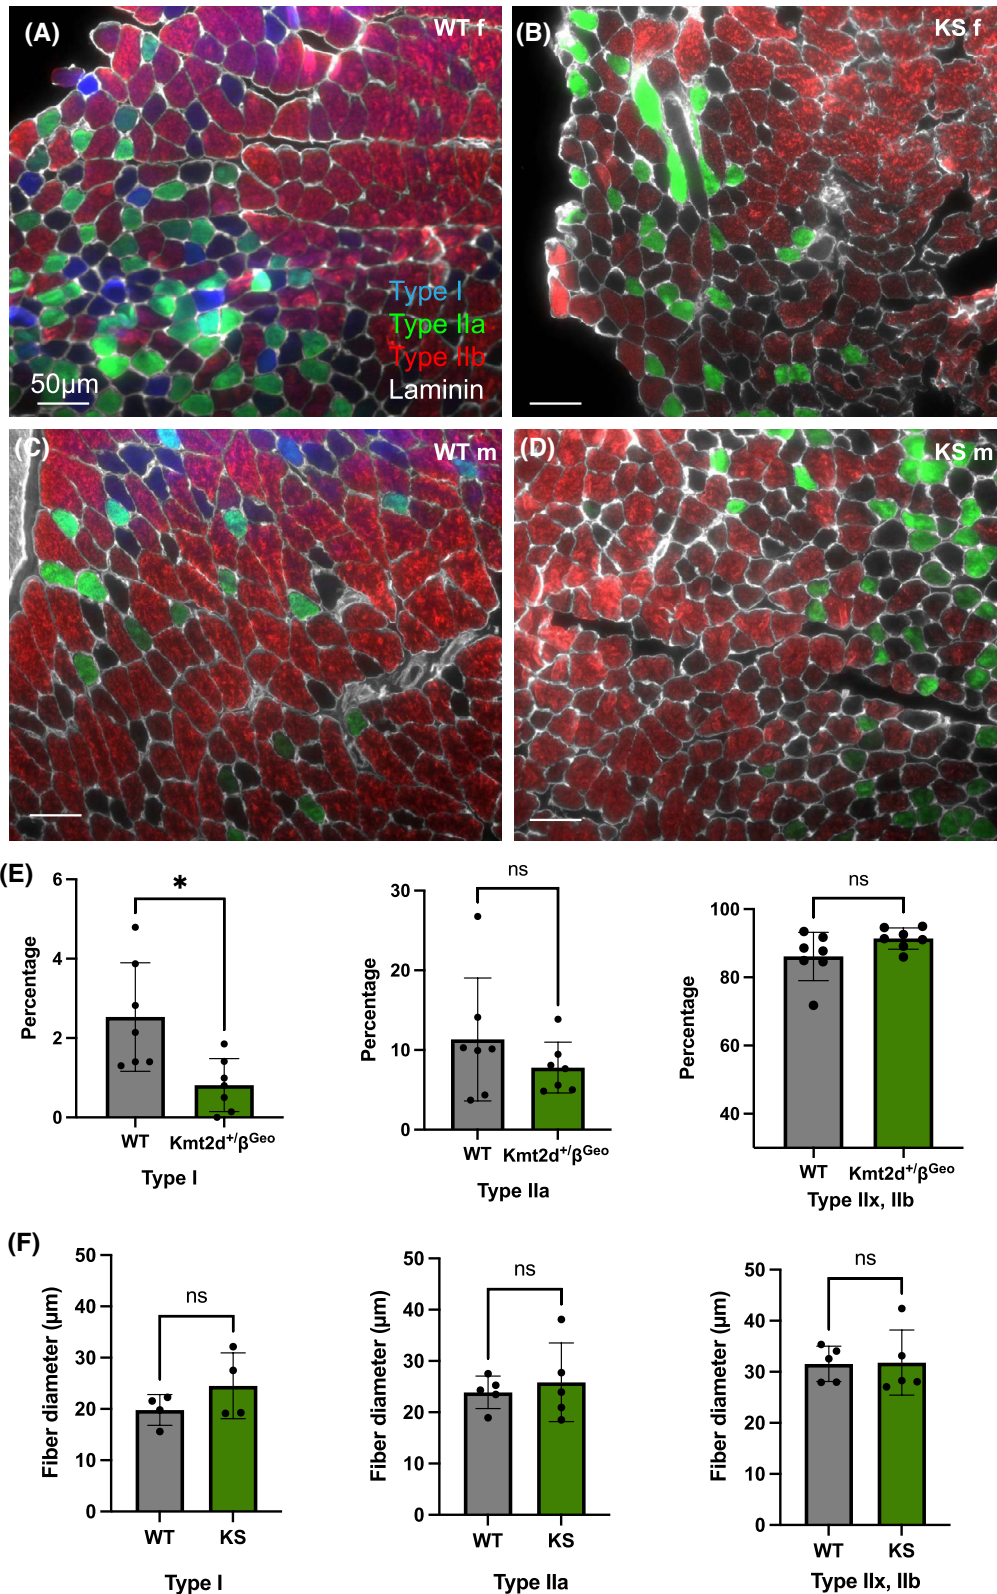 (A) WT f
(B) KS f
Type I
Type IIa
Type IIb
Laminin
50µm
(C) WT m
(D) KS m
(E)
6
4
2
0
Percentage
*
WT Kmt2d+/βGeo
Type I
30
20
10
0
Percentage
ns
WT Kmt2d+/βGeo
Type IIa
100
80
60
40
Percentage
ns
WT Kmt2d+/βGeo
Type IIx, IIb
(F)
50
40
30
20
10
0
Fiber diameter (µm)
ns
WT KS
Type I
50
40
30
20
10
0
Fiber diameter (µm)
ns
WT KS
Type IIa
50
40
30
20
10
0
Fiber diameter (µm)
ns
WT KS
Type IIx, IIb